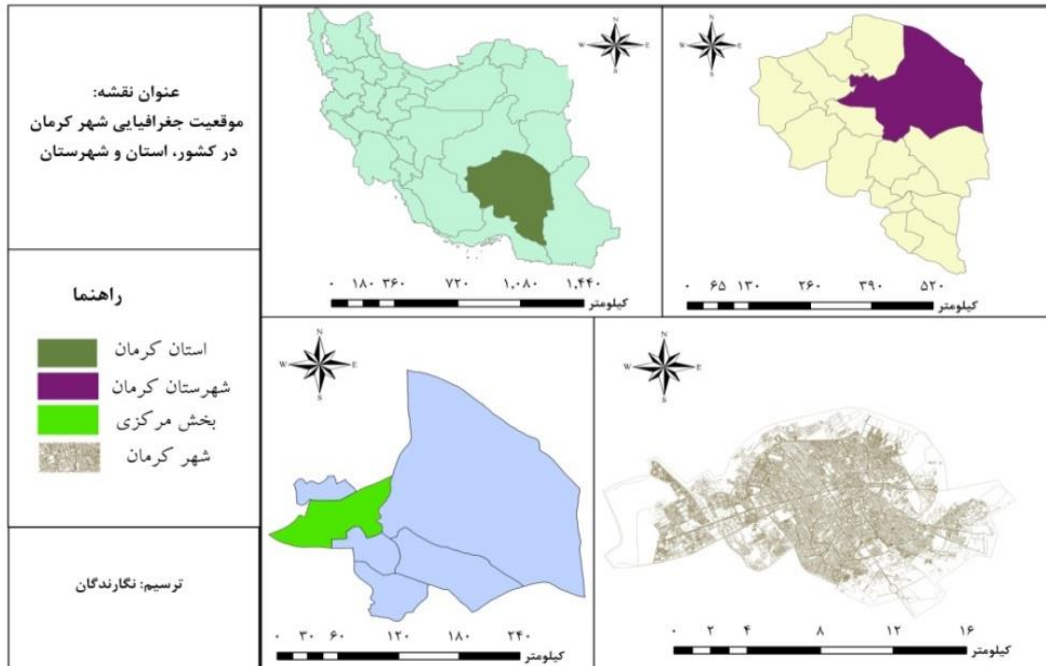 عنوان نقشه:
موقعیت جغرافیایی شهر کرمان
در کشور، استان و شهرستان
راهنما
استان کرمان
شهرستان کرمان
بخش مرکزی
شهر کرمان
ترسیم: نگارندگان
N
W E
S
۰ ۱۸۰ ۳۶۰ ۷۲۰ ۱,۰۸۰ ۱,۴۴۰
کیلومتر
N
W E
S
۰ ۶۵ ۱۳۰ ۲۶۰ ۳۹۰ ۵۲۰
کیلومتر
N
W E
S
۰ ۳۰ ۶۰ ۱۲۰ ۱۸۰ ۲۴۰
کیلومتر
N
W E
S
۰ ۲ ۴ ۸ ۱۲ ۱۶
کیلومتر